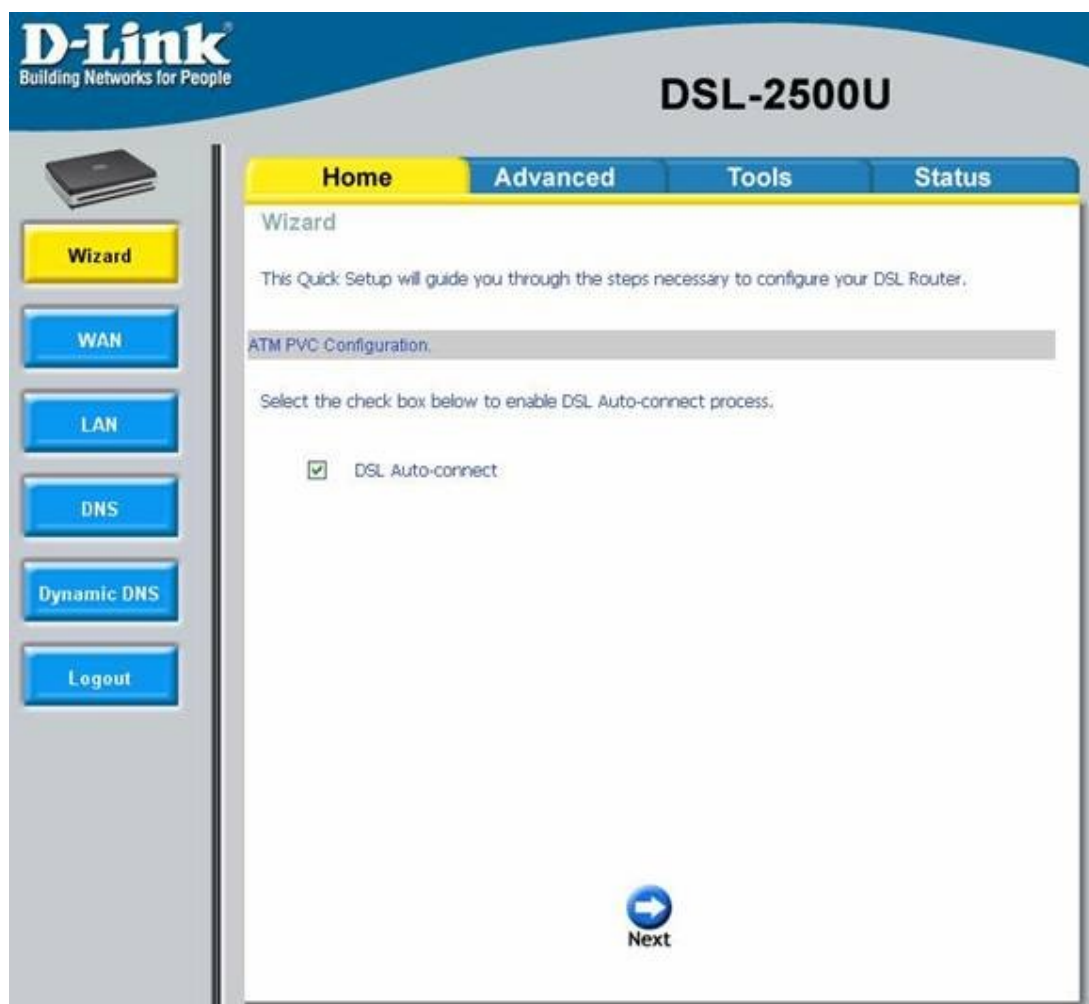 D-Link®
Building Networks for People
DSL-2500U
Home Advanced Tools Status
Wizard
WAN
LAN
DNS
Dynamic DNS
Logout
Wizard
This Quick Setup will guide you through the steps necessary to configure your DSL Router.
ATM PVC Configuration.
Select the check box below to enable DSL Auto-connect process.
DSL Auto-connect
Next